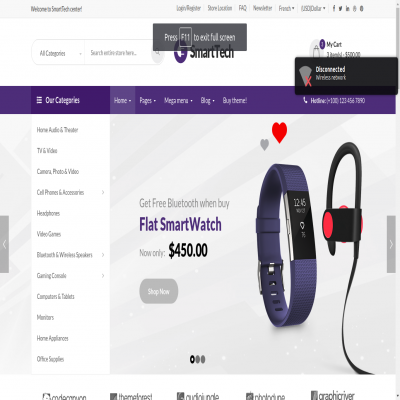 Welcome to SmartTech center!
Login/Register
Store Location
FAQ
Newsletter
French
(USD)Dollar
Press F11 to exit full screen
All Categories
Search entire store here...
SmartTech
My Cart
2 item(s) - $500.00
Disconnected
Wireless network
Our Categories
Home
Pages
Mega menu
Blog
Buy theme!
Hotline: (+100) 123 456 7890
Home Audio & Theater
TV & Video
Camera, Photo & Video
Cell Phones & Accessories
Headphones
Video Games
Bluetooth & Wireless Speakers
Gaming Console
Computers & Tablets
Monitors
Home Appliances
Office Supplies
Get Free Bluetooth when buy
Flat SmartWatch
Now only: $450.00
Shop Now
codecanyon
themeforest
audiojungle
photodune
graphicriver